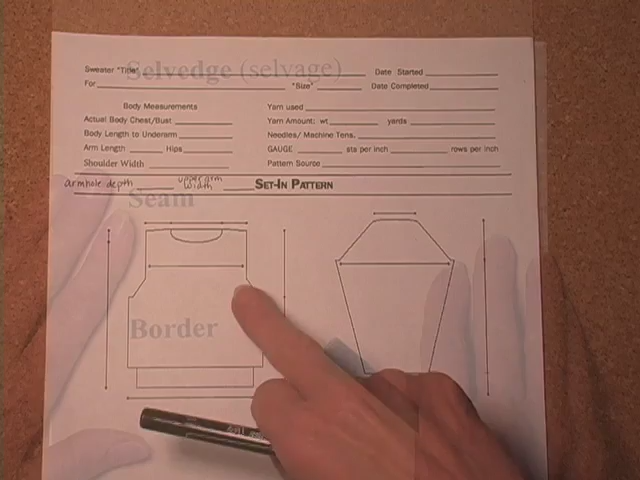 Selvedge (selvage)
Sweater "Title" Date Started
For "Size" Date Completed
Body Measurements Yarn used
Actual Body Chest/Bust Yarn Amount: wt yards
Body Length to Underarm Needles/ Machine Tens.
Arm Length Hips GAUGE sts per inch rows per inch
Shoulder Width Pattern Source
armhole depth upper arm width SET-IN PATTERN
Seam
Border